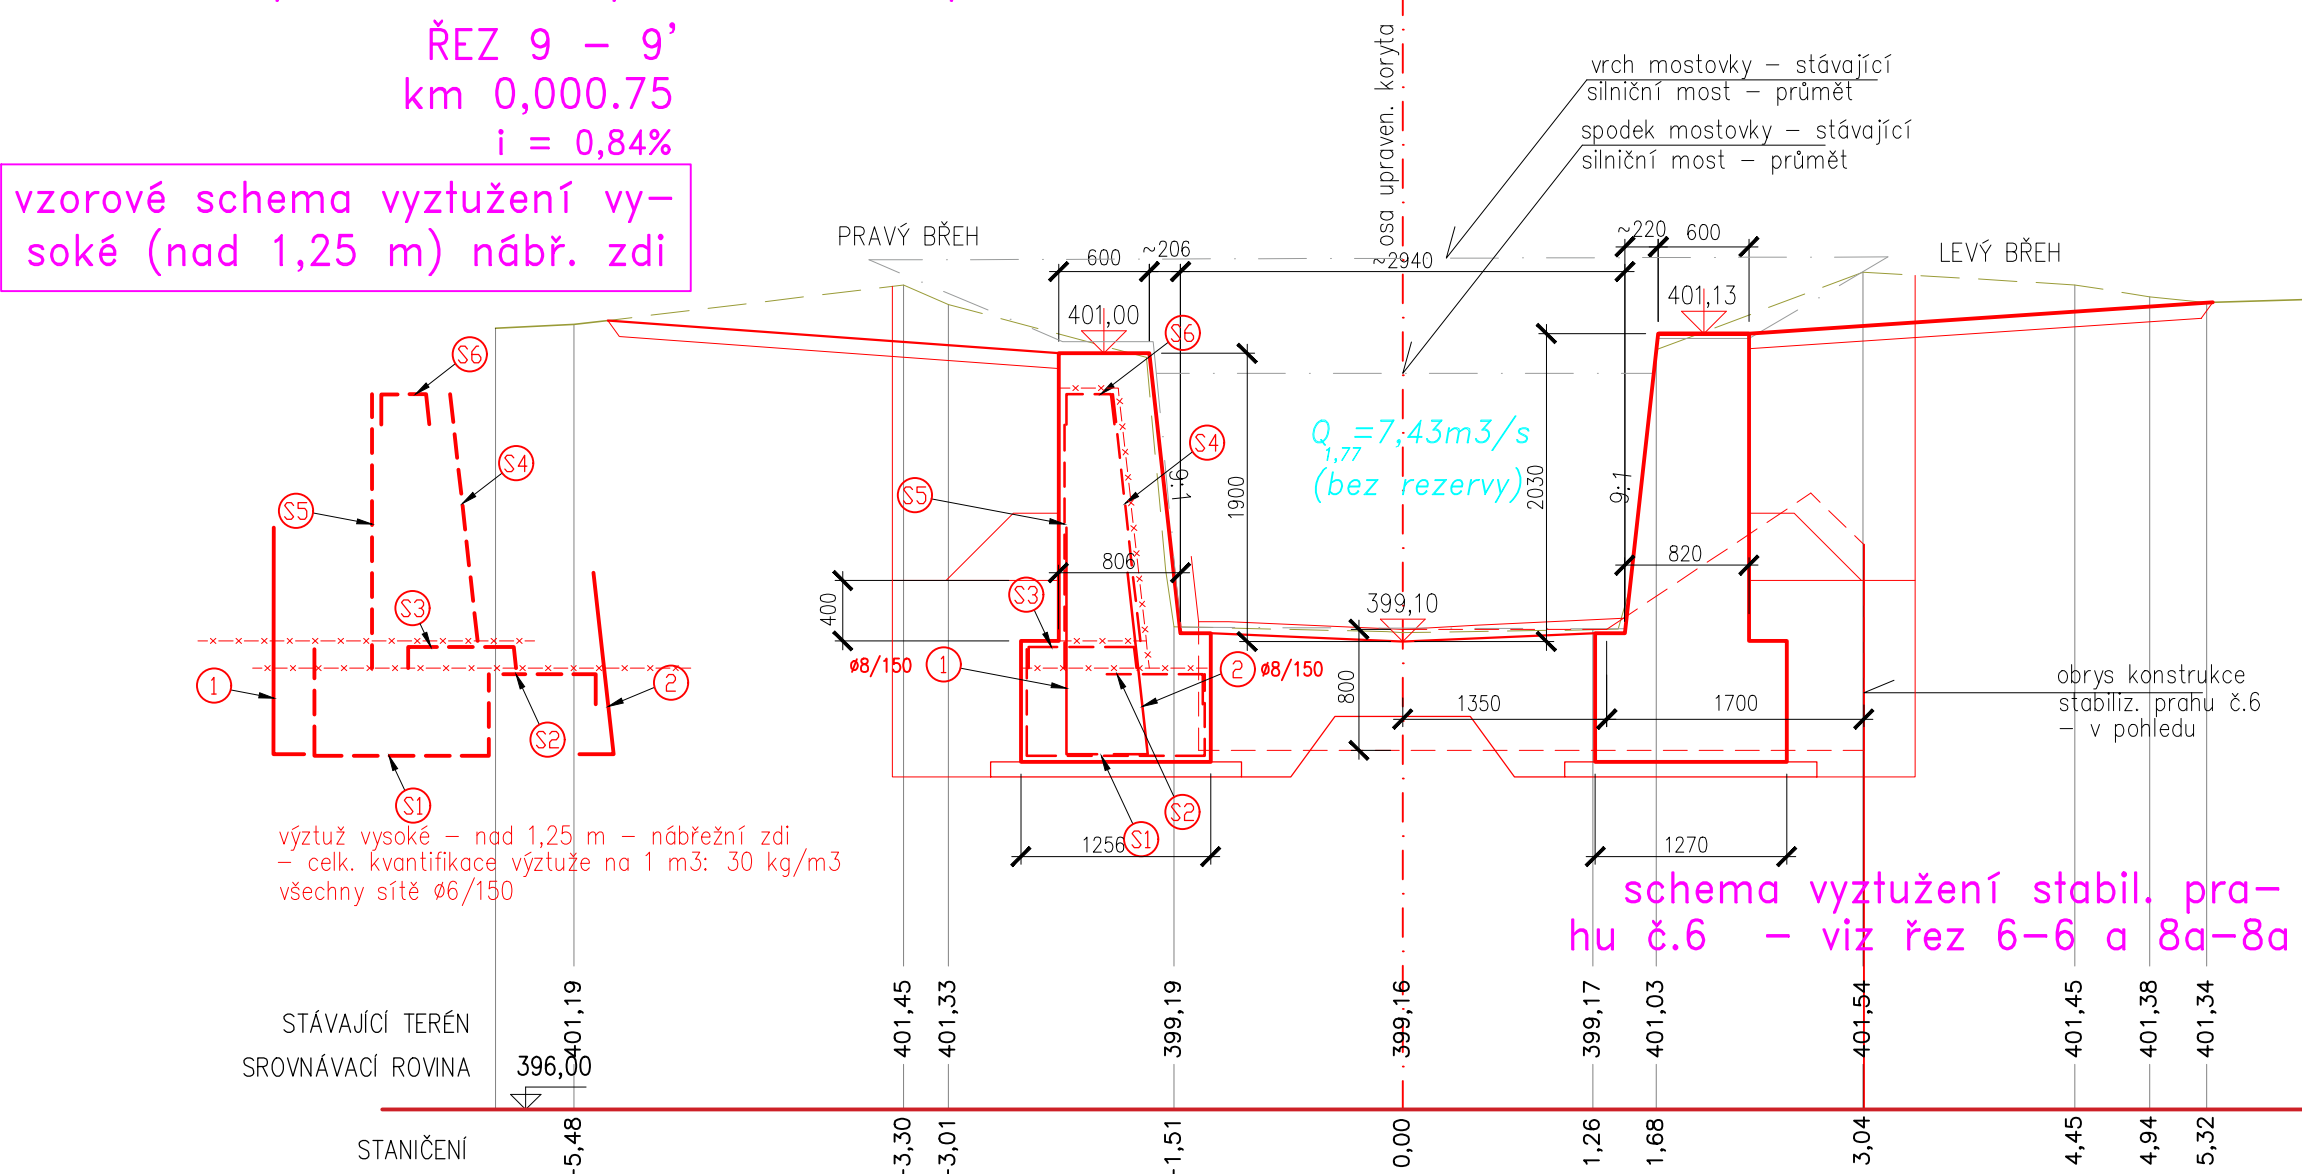 ŘEZ 9 – 9’
km 0,000.75
i = 0,84%
vzorové schema vyztužení vy–
soké (nad 1,25 m) nábř. zdi
osa upraven. koryta
vrch mostovky – stávající
silniční most – průmět
spodek mostovky – stávající
silniční most – průmět
PRAVÝ BŘEH
LEVÝ BŘEH
600
~206
~2940
~220
600
401,00
401,13
S6
S6
S4
S4
S5
S5
9:1
9:1
1900
2030
Q1,77=7,43m3/s
(bez rezervy)
806
820
400
S3
S3
399,10
ø8/150
1
2
ø8/150
1
2
800
1350
1700
obrys konstrukce
stabiliz. prahu č.6
– v pohledu
S2
S2
S1
S1
1256
1270
výztuž vysoké – nad 1,25 m – nábřežní zdi
– celk. kvantifikace výztuže na 1 m3: 30 kg/m3
všechny sítě ø6/150
schema vyztužení stabil. pra–
hu č.6 – viz řez 6–6 a 8a–8a
STÁVAJÍCÍ TERÉN
401,19
401,45
401,33
399,19
399,16
399,17
401,03
401,54
401,45
401,38
401,34
SROVNÁVACÍ ROVINA
396,00
STANIČENÍ
-5,48
-3,30
-3,01
-1,51
0,00
1,26
1,68
3,04
4,45
4,94
5,32